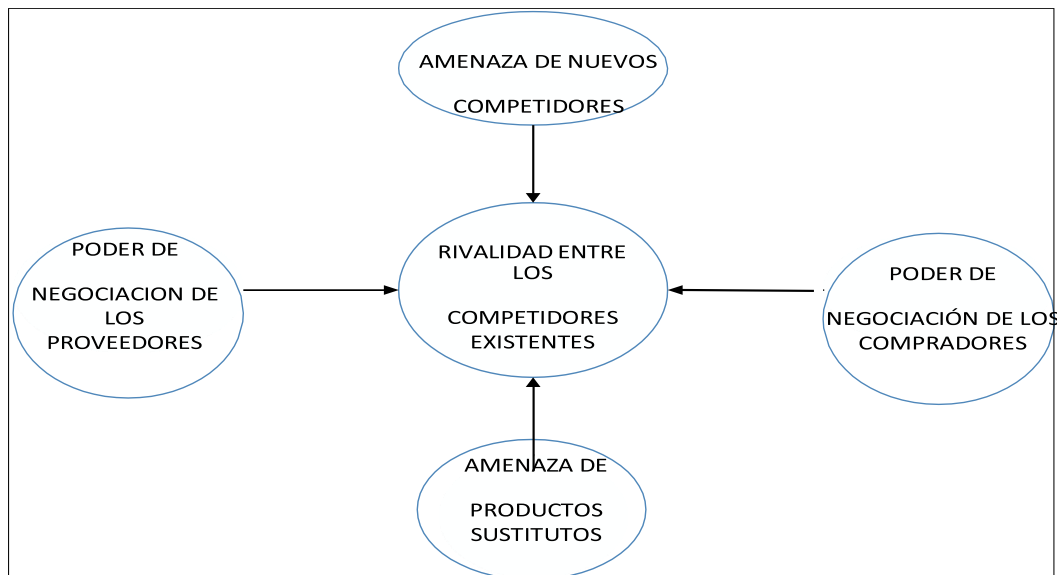 AMENAZA DE NUEVOS
COMPETIDORES
PODER DE
NEGOCIACION DE
LOS
PROVEEDORES
RIVALIDAD ENTRE
LOS
COMPETIDORES
EXISTENTES
PODER DE
NEGOCIACIÓN DE LOS
COMPRADORES
AMENAZA DE
PRODUCTOS
SUSTITUTOS